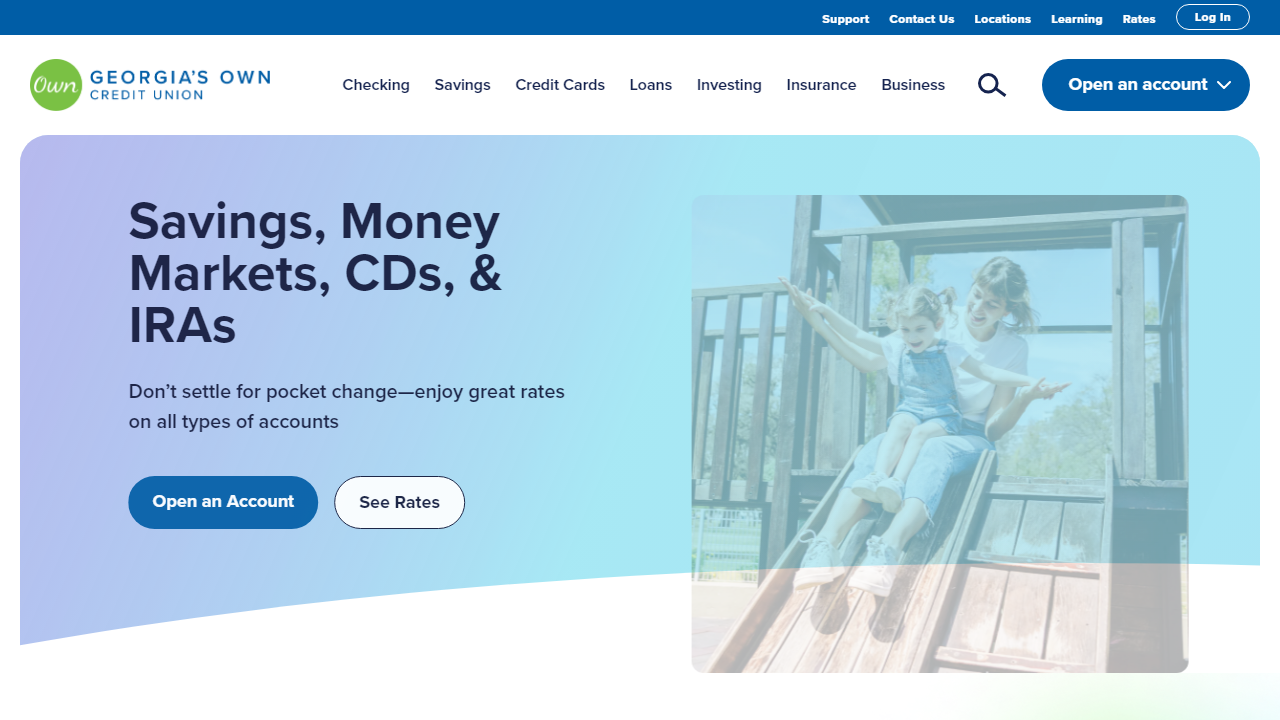 Support Contact Us Locations Learning Rates Log In
Own GEORGIA'S OWN
CREDIT UNION
Checking Savings Credit Cards Loans Investing Insurance Business
Open an account
Savings, Money
Markets, CDs, &
IRAs
Don’t settle for pocket change—enjoy great rates
on all types of accounts
Open an Account See Rates